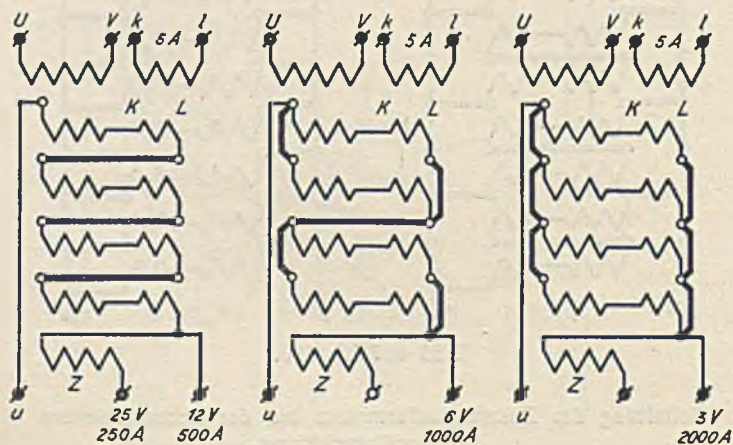 U V k l U V k l U V k l
5A 5A 5A
K L K L K L
Z Z Z
u 25 V 12 V u 6 V u 3 V
250 A 500 A 1000 A 2000 A